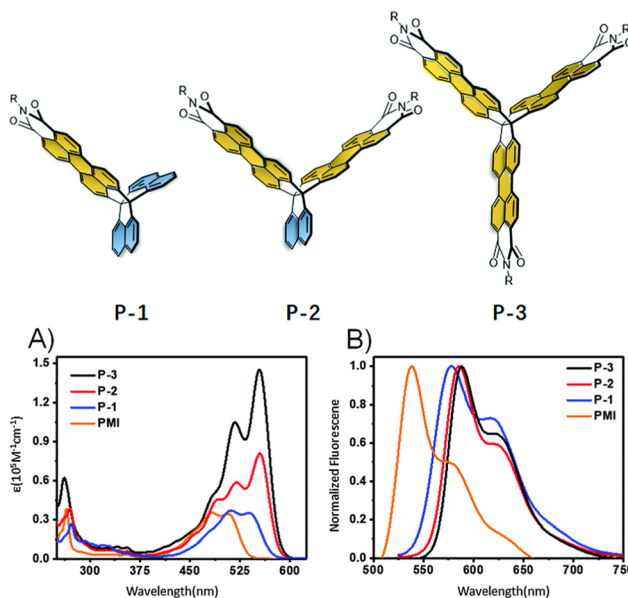 R
N
O
O
R
N
O
O
R
N
O
O
R
N
O
O
R
N
O
O
O
O
N
R
P-1
P-2
P-3
A)
B)
1.5
1.2
0.9
0.6
0.3
0.0
ε(10⁵M⁻¹cm⁻¹)
P-3
P-2
P-1
PMI
300
375
450
525
600
Wavelength(nm)
1.0
0.8
0.6
0.4
0.2
0.0
Normalized Fluorescene
P-3
P-2
P-1
PMI
500
550
600
650
700
750
Wavelength(nm)